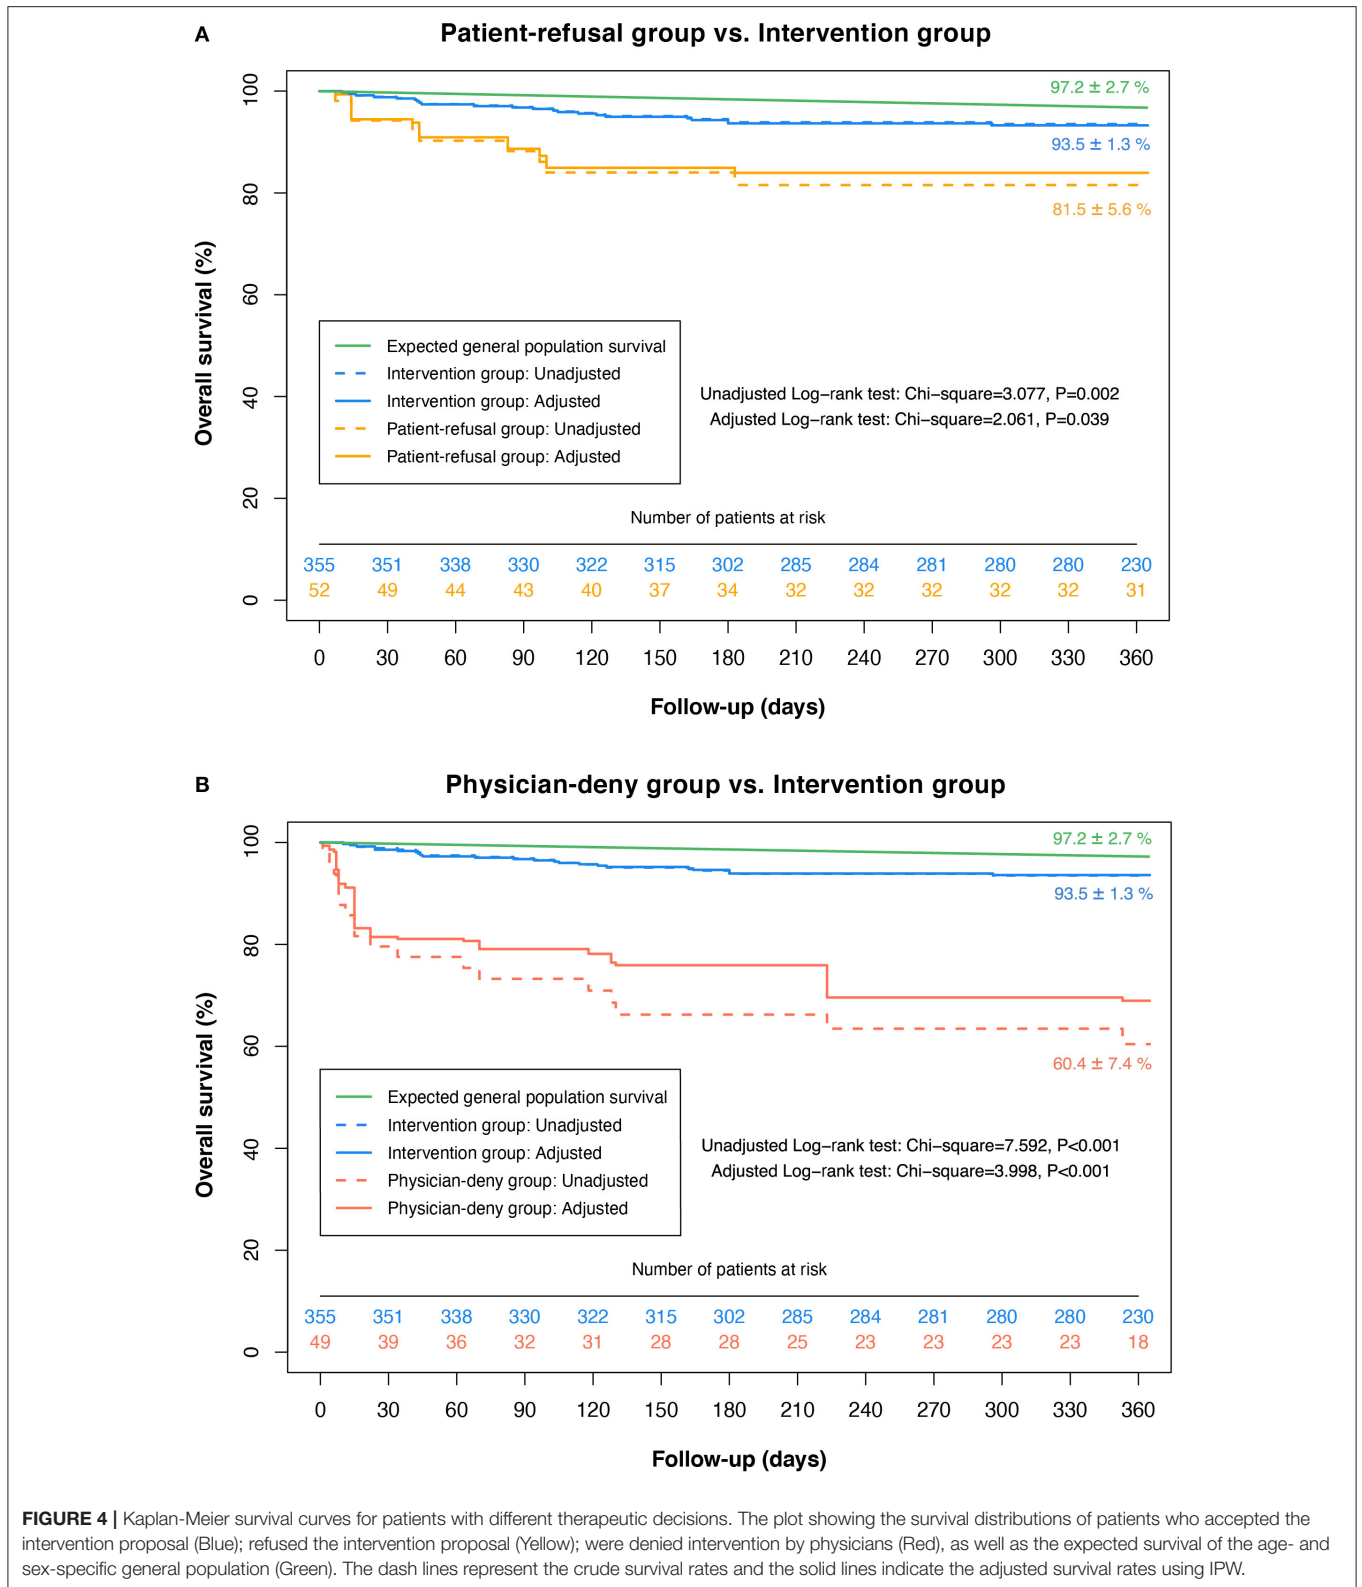 A
Patient-refusal group vs. Intervention group
Overall survival (%)
100
80
60
40
20
0
97.2 ± 2.7 %
93.5 ± 1.3 %
81.5 ± 5.6 %
Expected general population survival
Intervention group: Unadjusted
Intervention group: Adjusted
Patient-refusal group: Unadjusted
Patient-refusal group: Adjusted
Unadjusted Log−rank test: Chi−square=3.077, P=0.002
Adjusted Log−rank test: Chi−square=2.061, P=0.039
Number of patients at risk
355 351 338 330 322 315 302 285 284 281 280 280 230
52 49 44 43 40 37 34 32 32 32 32 32 31
0 30 60 90 120 150 180 210 240 270 300 330 360
Follow-up (days)
B
Physician-deny group vs. Intervention group
Overall survival (%)
100
80
60
40
20
0
97.2 ± 2.7 %
93.5 ± 1.3 %
60.4 ± 7.4 %
Expected general population survival
Intervention group: Unadjusted
Intervention group: Adjusted
Physician-deny group: Unadjusted
Physician-deny group: Adjusted
Unadjusted Log−rank test: Chi−square=7.592, P<0.001
Adjusted Log−rank test: Chi−square=3.998, P<0.001
Number of patients at risk
355 351 338 330 322 315 302 285 284 281 280 280 230
49 39 36 32 31 28 28 25 23 23 23 23 18
0 30 60 90 120 150 180 210 240 270 300 330 360
Follow-up (days)
FIGURE 4 | Kaplan-Meier survival curves for patients with different therapeutic decisions. The plot showing the survival distributions of patients who accepted the
intervention proposal (Blue); refused the intervention proposal (Yellow); were denied intervention by physicians (Red), as well as the expected survival of the age- and
sex-specific general population (Green). The dash lines represent the crude survival rates and the solid lines indicate the adjusted survival rates using IPW.